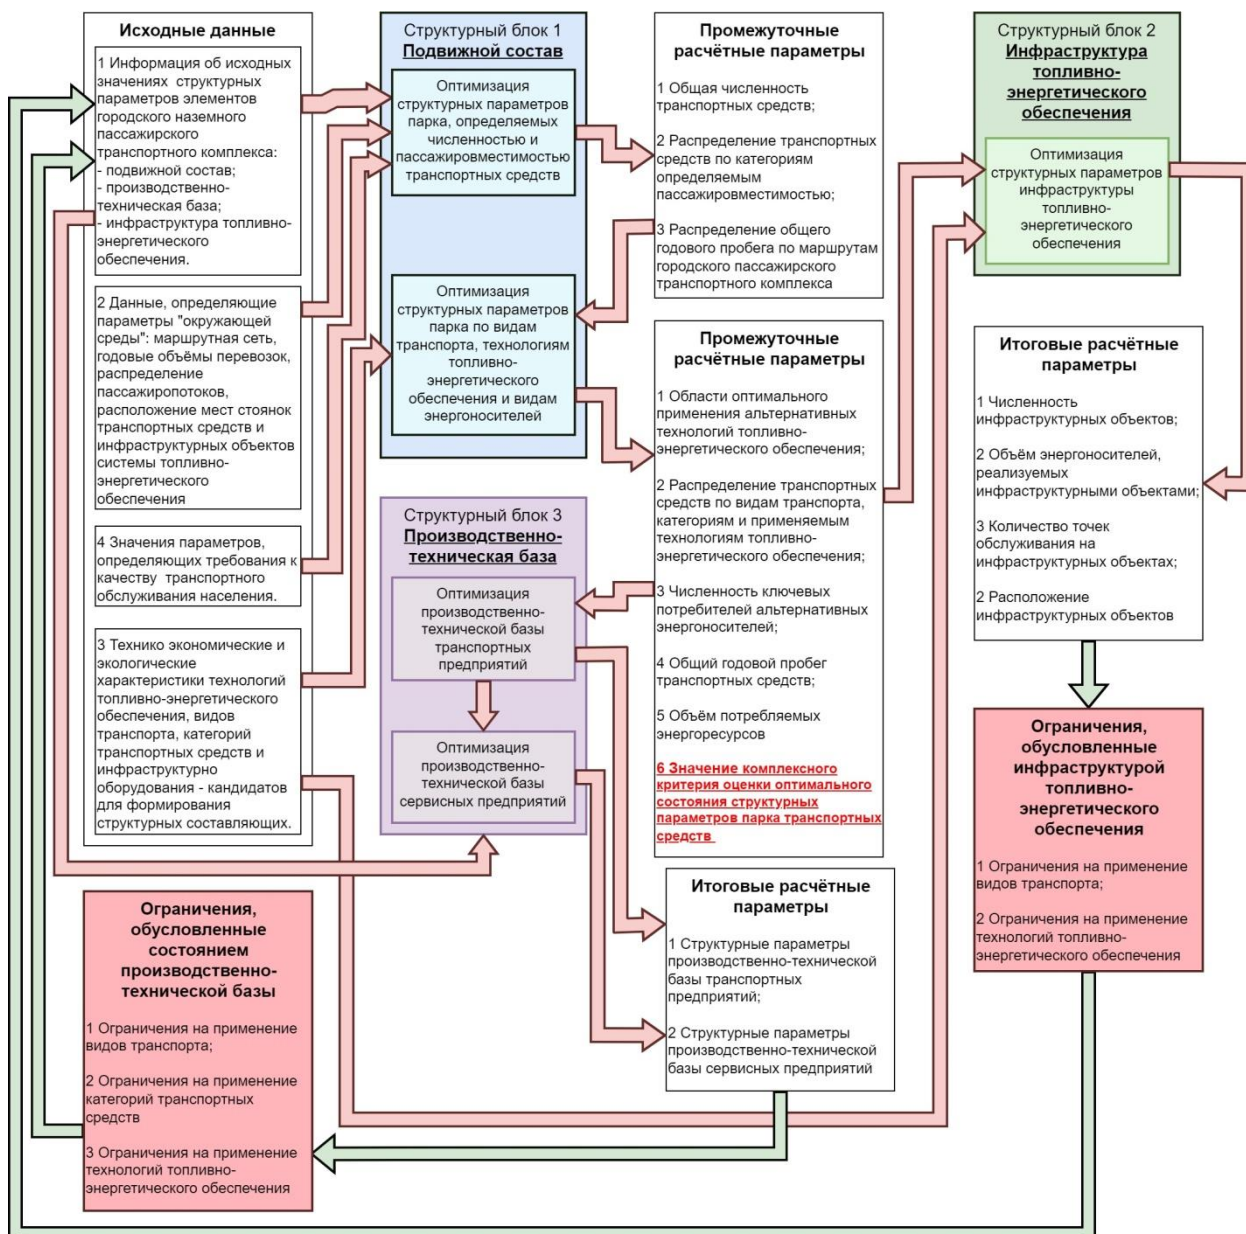 Исходные данные
1 Информация об исходных
значениях структурных
параметров элементов
городского наземного
пассажирского
транспортного комплекса:
- подвижной состав;
- производственно-
техническая база;
- инфраструктура топливно-
энергетического
обеспечения.
2 Данные, определяющие
параметры "окружающей
среды": маршрутная сеть,
годовые объёмы перевозок,
распределение
пассажиропотоков,
расположение мест стоянок
транспортных средств и
инфраструктурных объектов
системы топливно-
энергетического
обеспечения
4 Значения параметров,
определяющих требования к
качеству транспортного
обслуживания населения.
3 Технико экономические и
экологические
характеристики технологий
топливно-энергетического
обеспечения, видов
транспорта, категорий
транспортных средств и
инфраструктурно
оборудования - кандидатов
для формирования
структурных составляющих.
Ограничения,
обусловленные
состоянием
производственно-
технической базы
1 Ограничения на применение
видов транспорта;
2 Ограничения на применение
категорий транспортных
средств
3 Ограничения на применение
технологий топливно-
энергетического обеспечения
Структурный блок 1
Подвижной состав
Оптимизация
структурных параметров
парка, определяемых
численностью и
пассажировместимостью
транспортных средств
Оптимизация
структурных параметров
парка по видам
транспорта, технологиям
топливно-
энергетического
обеспечения и видам
энергоносителей
Структурный блок 3
Производственно-
техническая база
Оптимизация
производственно-
технической базы
транспортных
предприятий
Оптимизация
производственно-
технической базы
сервисных предприятий
Промежуточные
расчётные параметры
1 Общая численность
транспортных средств;
2 Распределение транспортных
средств по категориям
определяемым
пассажировместимостью;
3 Распределение общего
годового пробега по маршрутам
городского пассажирского
транспортного комплекса
Промежуточные
расчётные параметры
1 Области оптимального
применения альтернативных
технологий топливно-
энергетического обеспечения;
2 Распределение транспортных
средств по видам транспорта,
категориям и применяемым
технологиям топливно-
энергетического обеспечения;
3 Численность ключевых
потребителей альтернативных
энергоносителей;
4 Общий годовой пробег
транспортных средств;
5 Объём потребляемых
энергоресурсов
6 Значение комплексного
критерия оценки оптимального
состояния структурных
параметров парка транспортных
средств
Итоговые расчётные
параметры
1 Структурные параметры
производственно-технической
базы транспортных
предприятий;
2 Структурные параметры
производственно-технической
базы сервисных предприятий
Структурный блок 2
Инфраструктура
топливно-
энергетического
обеспечения
Оптимизация
структурных параметров
инфраструктуры
топливно-
энергетического
обеспечения
Итоговые расчётные
параметры
1 Численность
инфраструктурных объектов;
2 Объём энергоносителей,
реализуемых
инфраструктурными объектами;
3 Количество точек
обслуживания на
инфраструктурных объектах;
2 Расположение
инфраструктурных объектов
Ограничения,
обусловленные
инфраструктурой
топливно-
энергетического
обеспечения
1 Ограничения на применение
видов транспорта;
2 Ограничения на применение
технологий топливно-
энергетического обеспечения